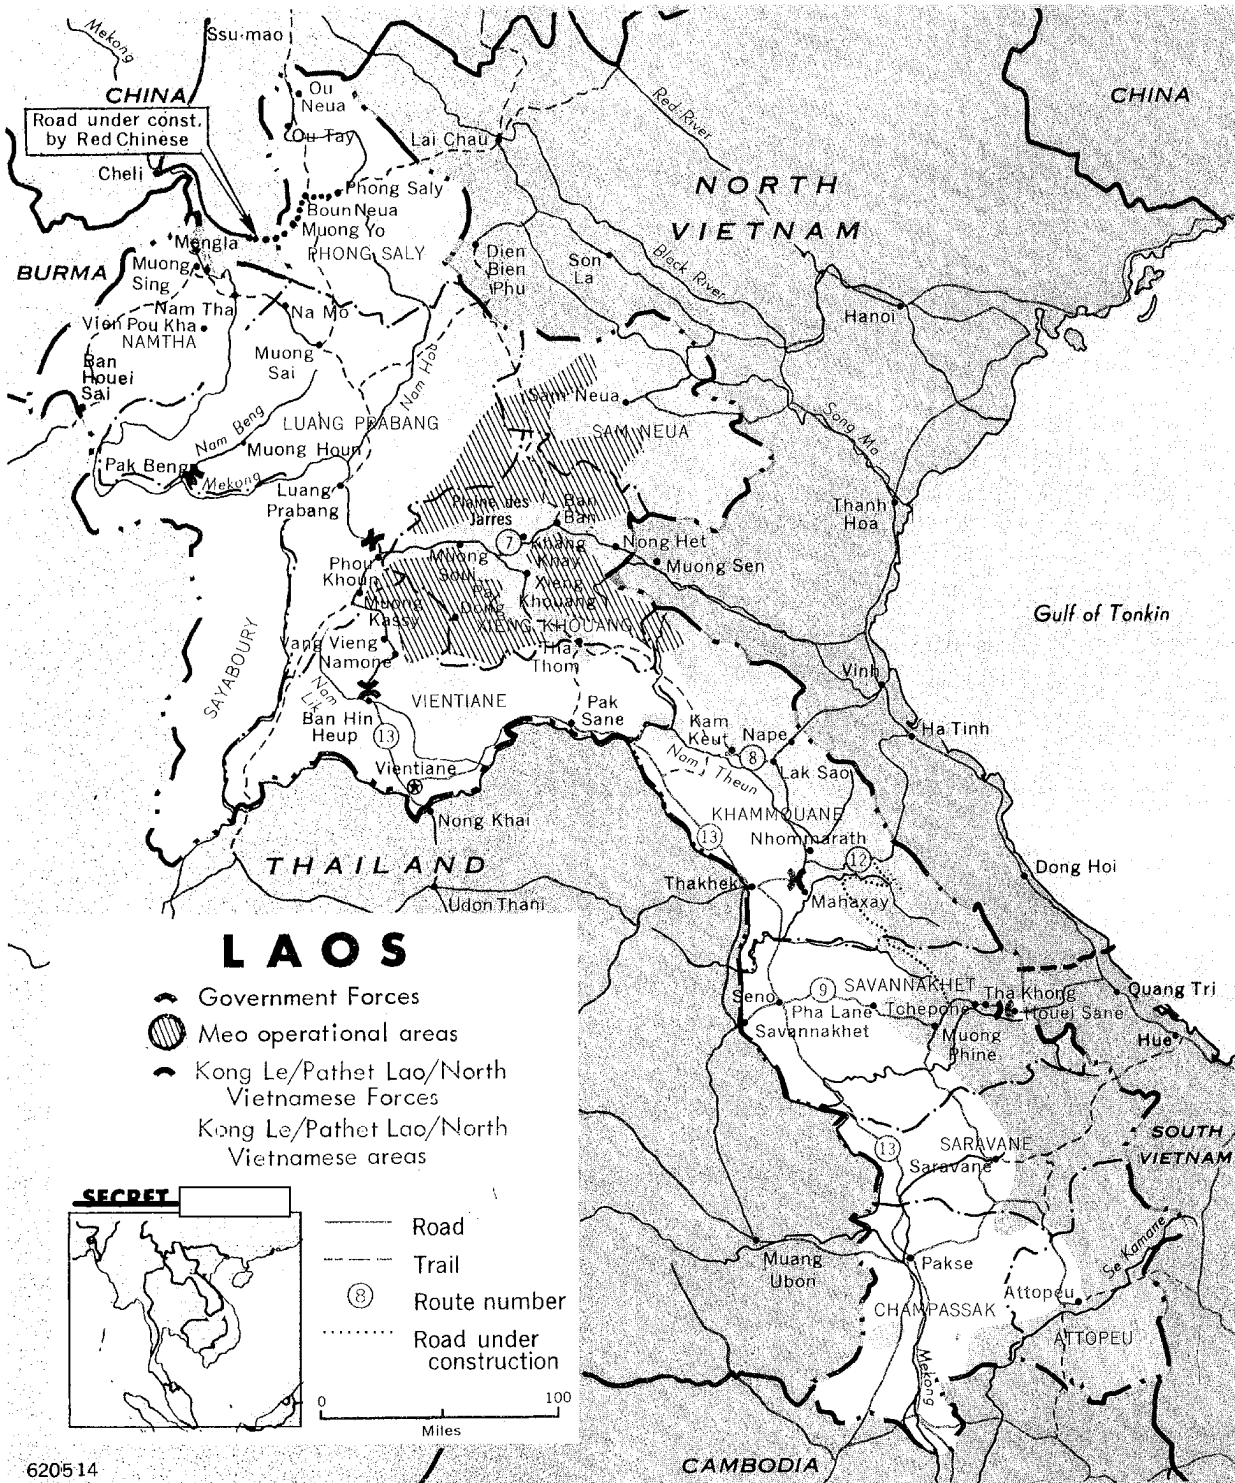 Mekong
Ssu-mao
CHINA
CHINA
Road under const.
by Red Chinese
Ou
Neua
Ou Tay
Lai Chau
Red River
Cheli
Phong Saly
Boun Neua
Muong Yo
PHONG SALY
NORTH
VIETNAM
Mengla
BURMA
Muong
Sing
Dien
Bien
Phu
Son
La
Black River
Nam Tha
Na Mo
Hanoi
Vien Pou Kha
NAMTHA
Muong
Sai
Ban
Houei
Sai
Nam Hou
Sam Neua
SAM NEUA
Song Ma
Nam Beng
LUANG PRABANG
Muong Houn
Pak Beng
Mekong
Luang
Prabang
Plaine des
Jarres
Ban
Ban
Thanh
Hoa
7
Khang
Khay
Nong Het
Muong Sen
Phou
Khoun
Muong
Soui
Xieng
Khouang
Pa
Dong
Muong
Kassy
XIENG KHOUANG
Gulf of Tonkin
SAYABOURY
Vang Vieng
Namone
Tha
Thom
Vinh
Nam
Lik
VIENTIANE
Pak
Sane
Ban Hin
Heup
13
Kam
Keut
Nape
8
Ha Tinh
Nam Theun
Lak Sao
Vientiane
Nong Khai
KHAMMOUANE
13
Nhommarath
12
THAILAND
Dong Hoi
Thakhek
Mahaxay
Udon Thani
LAOS
Government Forces
Meo operational areas
Kong Le/Pathet Lao/North
Vietnamese Forces
Kong Le/Pathet Lao/North
Vietnamese areas
Seno
9
SAVANNAKHET
Tha Khong
Quang Tri
Pha Lane
Tchepone
Houei Sane
Savannakhet
Muong
Phine
Hue
13
SARAVANE
Saravane
SOUTH
VIETNAM
SECRET
Road
Trail
8
Route number
Road under
construction
0
100
Miles
Muang
Ubon
Pakse
Se Kamane
Attopeu
CHAMPASSAK
ATTOPEU
Mekong
CAMBODIA
620514